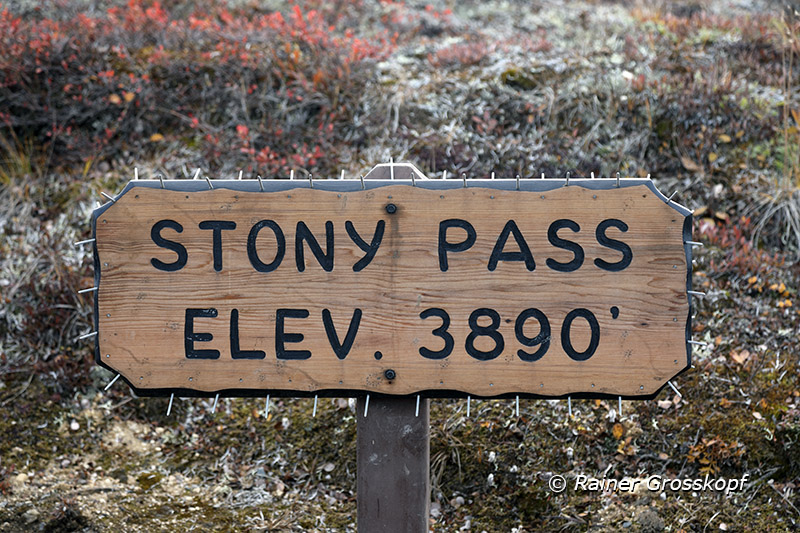 STONY PASS
ELEV. 3890'
© Rainer Grosskopf